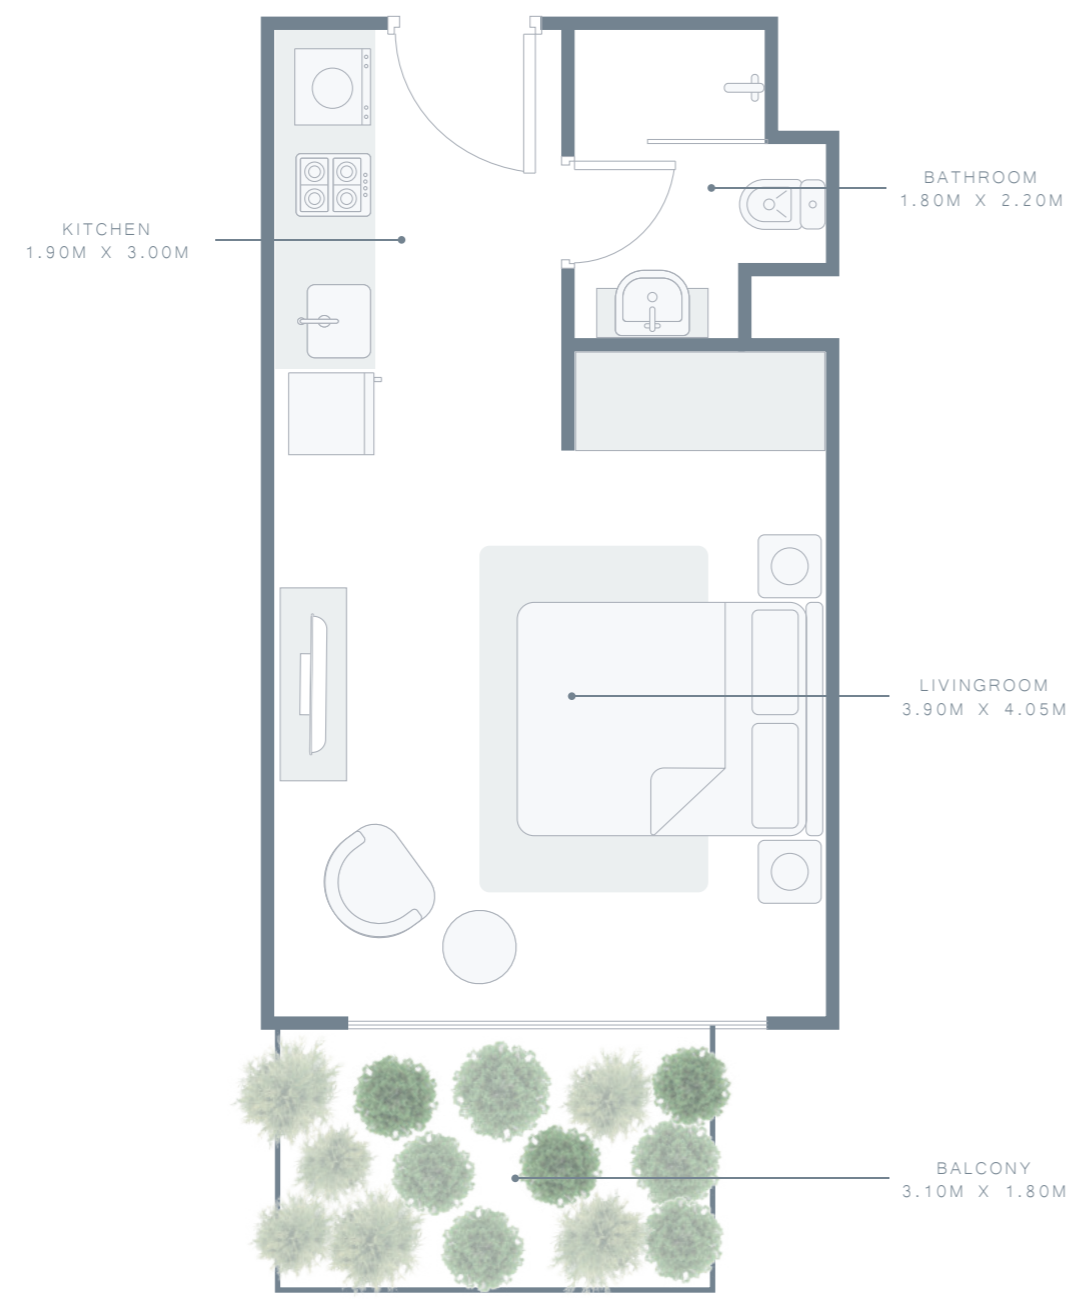 BATHROOM
1.80M X 2.20M
KITCHEN
1.90M X 3.00M
LIVINGROOM
3.90M X 4.05M
BALCONY
3.10M X 1.80M